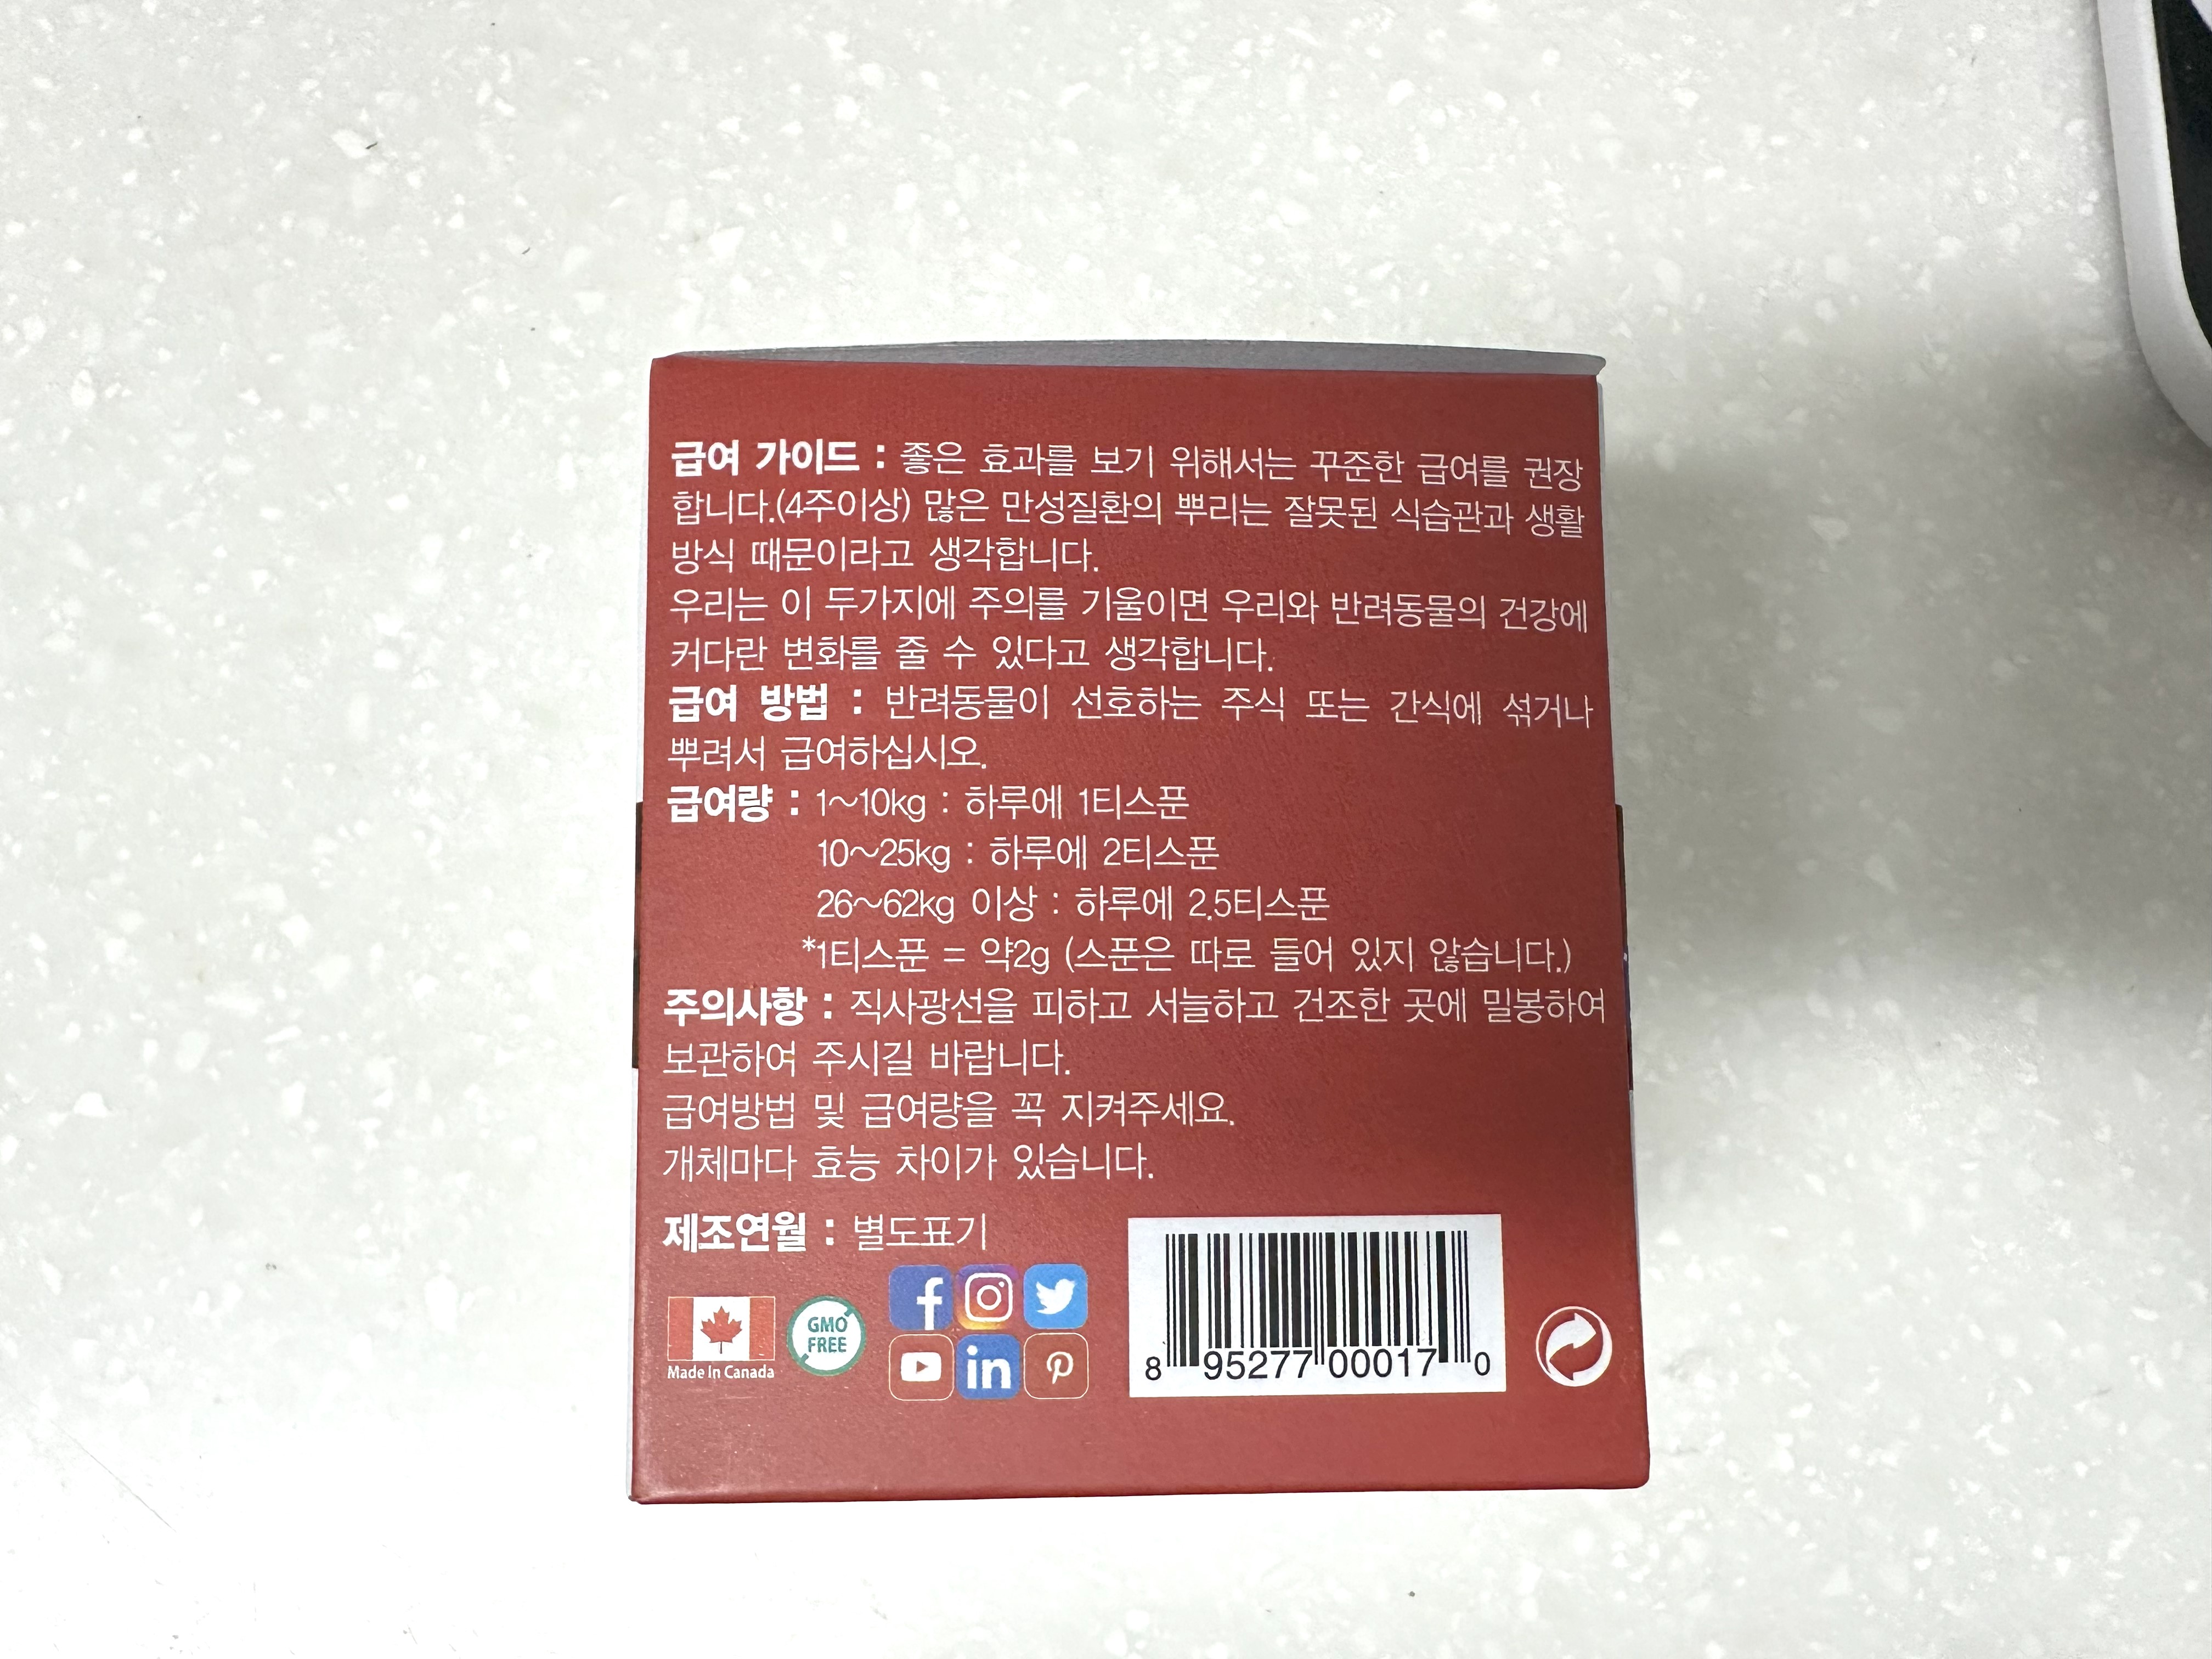 급여 가이드 : 좋은 효과를 보기 위해서는 꾸준한 급여를 권장
합니다.(4주이상) 많은 만성질환의 뿌리는 잘못된 식습관과 생활
방식 때문이라고 생각합니다.
우리는 이 두가지에 주의를 기울이면 우리와 반려동물의 건강에
커다란 변화를 줄 수 있다고 생각합니다.
급여 방법 : 반려동물이 선호하는 주식 또는 간식에 섞거나
뿌려서 급여하십시오.
급여량 : 1~10kg : 하루에 1티스푼
10~25kg : 하루에 2티스푼
26~62kg 이상 : 하루에 2.5티스푼
*1티스푼 = 약2g (스푼은 따로 들어 있지 않습니다.)
주의사항 : 직사광선을 피하고 서늘하고 건조한 곳에 밀봉하여
보관하여 주시길 바랍니다.
급여방법 및 급여량을 꼭 지켜주세요.
개체마다 효능 차이가 있습니다.
제조연월 : 별도표기
Made In Canada
GMO
FREE
8 95277 00017 0